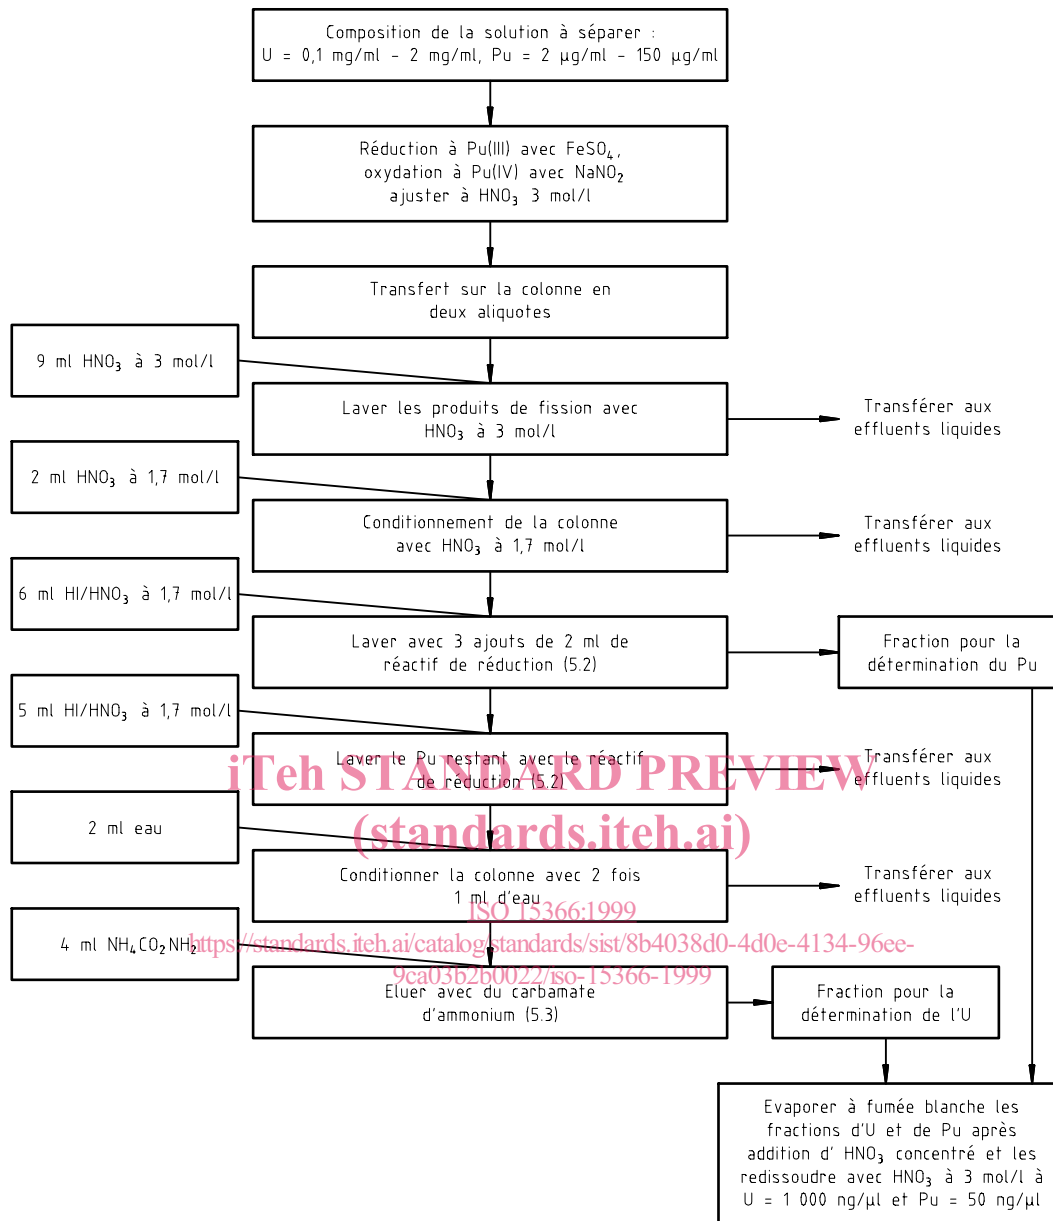 Composition de la solution à séparer :
U = 0,1 mg/ml – 2 mg/ml, Pu = 2 µg/ml – 150 µg/ml
Réduction à Pu(III) avec FeSO₄,
oxydation à Pu(IV) avec NaNO₂
ajuster à HNO₃ 3 mol/l
Transfert sur la colonne en
deux aliquotes
9 ml HNO₃ à 3 mol/l
Laver les produits de fission avec
HNO₃ à 3 mol/l
Transférer aux
effluents liquides
2 ml HNO₃ à 1,7 mol/l
Conditionnement de la colonne
avec HNO₃ à 1,7 mol/l
Transférer aux
effluents liquides
6 ml HI/HNO₃ à 1,7 mol/l
Laver avec 3 ajouts de 2 ml de
réactif de réduction (5.2)
Fraction pour la
détermination du Pu
5 ml HI/HNO₃ à 1,7 mol/l
Laver le Pu restant avec le réactif
de réduction (5.2)
Transférer aux
effluents liquides
iTeh STANDARD PREVIEW
(standards.iteh.ai)
2 ml eau
Conditionner la colonne avec 2 fois
1 ml d'eau
Transférer aux
effluents liquides
ISO 15366:1999
https://standards.iteh.ai/catalog/standards/sist/8b4038d0-4d0e-4134-96ee-
9ca03b2b0022/iso-15366-1999
4 ml NH₄CO₂NH₂
Eluer avec du carbamate
d'ammonium (5.3)
Fraction pour la
détermination de l'U
Evaporer à fumée blanche les
fractions d'U et de Pu après
addition d' HNO₃ concentré et les
redissoudre avec HNO₃ à 3 mol/l à
U = 1 000 ng/µl et Pu = 50 ng/µl